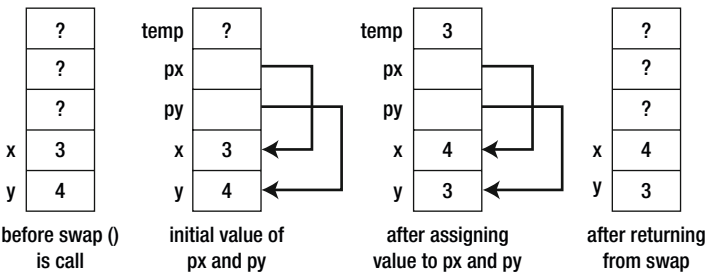 ?
?
?
x 3
y 4
before swap ()
is call
temp ?
px
py
x 3
y 4
initial value of
px and py
temp 3
px
py
x 4
y 3
after assigning
value to px and py
?
?
?
x 4
y 3
after returning
from swap